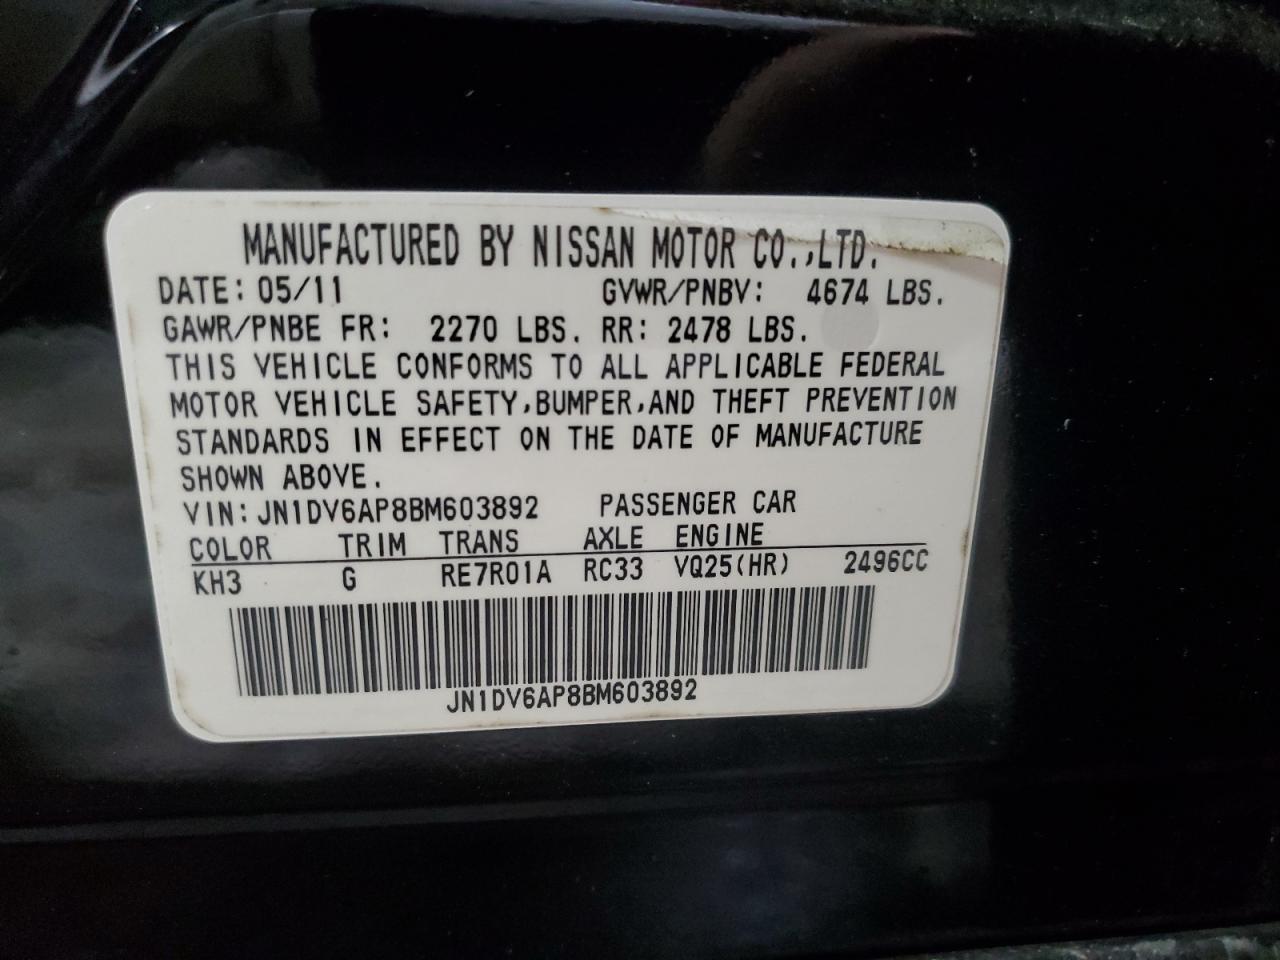 MANUFACTURED BY NISSAN MOTOR CO.,LTD.
DATE: 05/11 GVWR/PNBV: 4674 LBS.
GAWR/PNBE FR: 2270 LBS. RR: 2478 LBS.
THIS VEHICLE CONFORMS TO ALL APPLICABLE FEDERAL
MOTOR VEHICLE SAFETY,BUMPER,AND THEFT PREVENTION
STANDARDS IN EFFECT ON THE DATE OF MANUFACTURE
SHOWN ABOVE.
VIN: JN1DV6AP8BM603892 PASSENGER CAR
COLOR TRIM TRANS AXLE ENGINE
KH3 G RE7R01A RC33 VQ25(HR) 2496CC
JN1DV6AP8BM603892